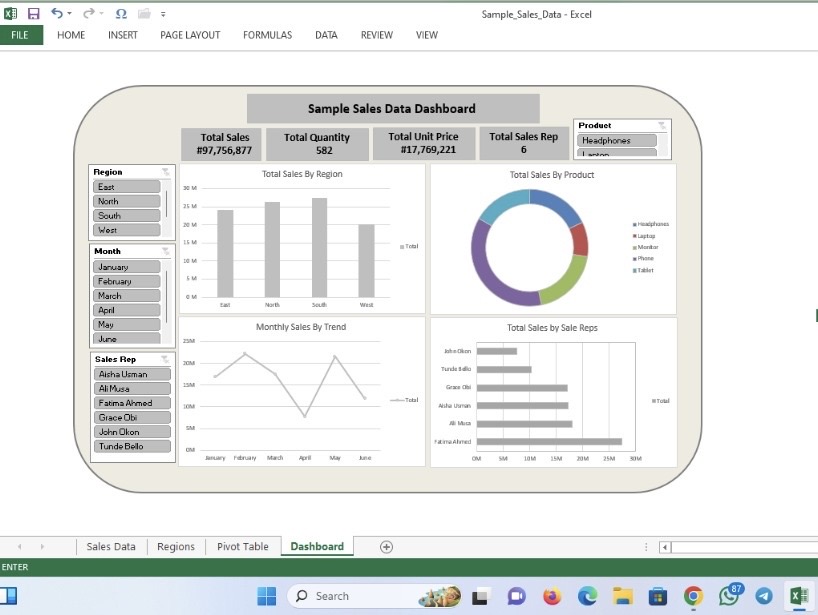 Sample_Sales_Data - Excel
FILE HOME INSERT PAGE LAYOUT FORMULAS DATA REVIEW VIEW
Sample Sales Data Dashboard
Total Sales
#97,756,877
Total Quantity
582
Total Unit Price
#17,769,221
Total Sales Rep
6
Product
Headphones
Laptop
Region
East
North
South
West
Month
January
February
March
April
May
June
Sales Rep
Aisha Usman
Ali Musa
Fatima Ahmed
Grace Obi
John Okon
Tunde Bello
Total Sales By Region
30 M
25 M
20 M
15 M
10 M
5 M
0 M
East North South West
Total
Total Sales By Product
Headphones
Laptop
Monitor
Phone
Tablet
Monthly Sales By Trend
25M
20M
15M
10M
5M
0M
January February March April May June
Total
Total Sales by Sale Reps
John Okon
Tunde Bello
Grace Obi
Aisha Usman
Ali Musa
Fatima Ahmed
0M 5M 10M 15M 20M 25M 30M
Total
Sales Data Regions Pivot Table Dashboard
ENTER
Search
87